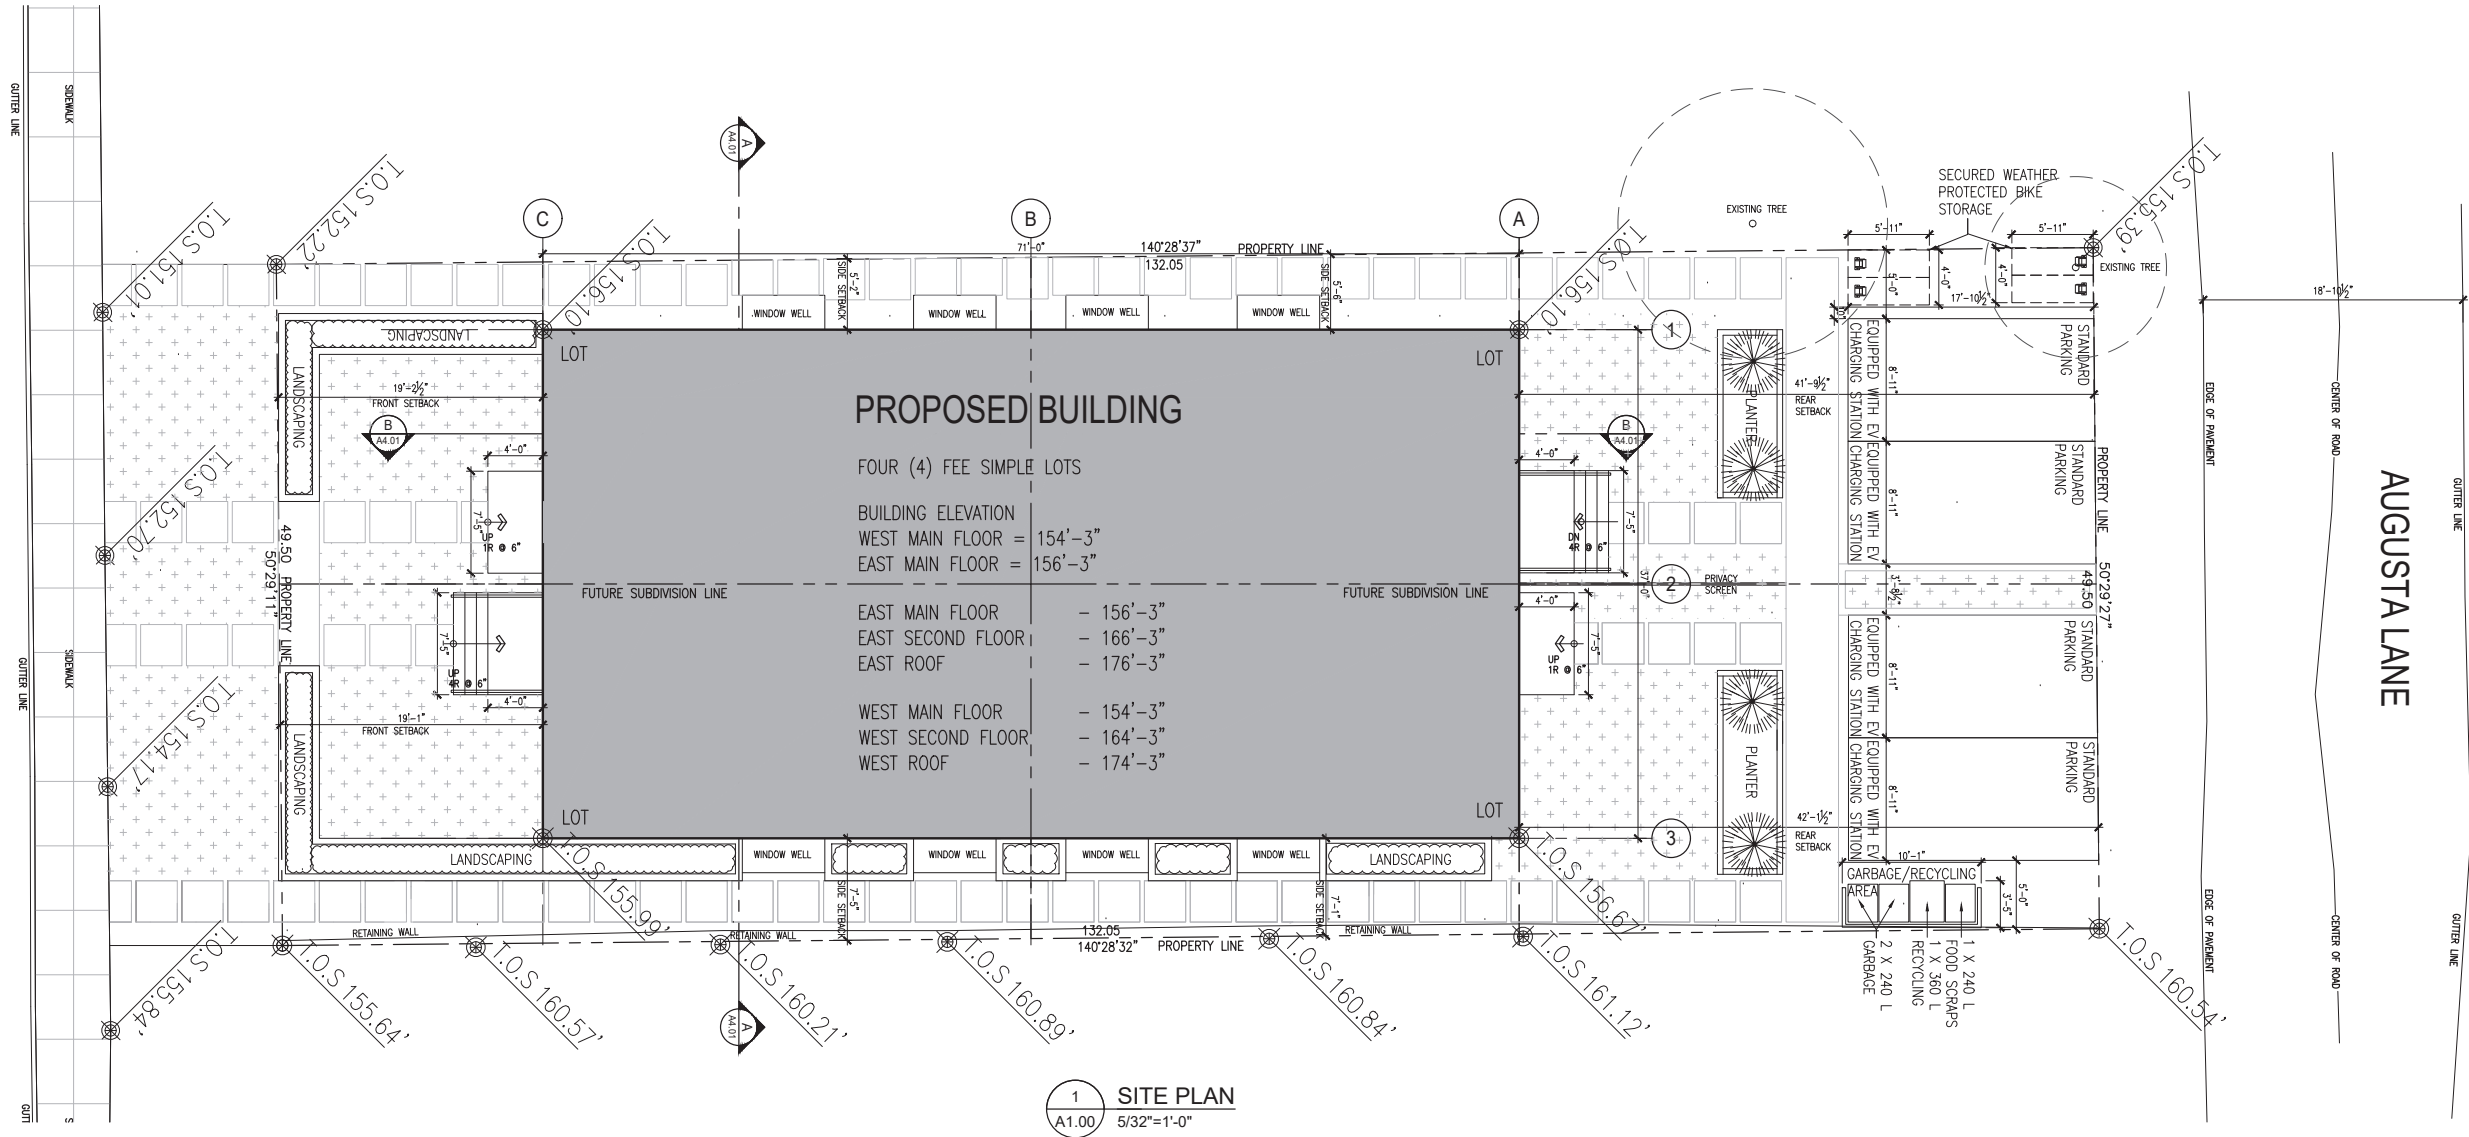 GUTTER LINE
SIDEWALK
GUTTER LINE
SIDEWALK
GUTT
S
T.O.S 151.01'
T.O.S 152.22'
T.O.S 152.70'
T.O.S 154.17'
T.O.S 155.84'
T.O.S 156.10'
T.O.S 156.10'
T.O.S 155.39'
A
A4.01
C
B
A
71'-0"
140°28'37"
PROPERTY LINE
132.05
SIDE SETBACK
5'-2"
SIDE SETBACK
5'-6"
WINDOW WELL
WINDOW WELL
WINDOW WELL
WINDOW WELL
LANDSCAPING
LANDSCAPING
19'-2½"
FRONT SETBACK
B
A4.01
4'-0"
7'-5"
UP
1R @ 6"
49.50 PROPERTY LINE
50°29'11"
7'-5"
UP
4R @ 6"
4'-0"
19'-1"
FRONT SETBACK
LANDSCAPING
LANDSCAPING
LOT
LOT
PROPOSED BUILDING
FOUR (4) FEE SIMPLE LOTS
BUILDING ELEVATION
WEST MAIN FLOOR = 154'-3"
EAST MAIN FLOOR = 156'-3"
FUTURE SUBDIVISION LINE
FUTURE SUBDIVISION LINE
EAST MAIN FLOOR - 156'-3"
EAST SECOND FLOOR - 166'-3"
EAST ROOF - 176'-3"
WEST MAIN FLOOR - 154'-3"
WEST SECOND FLOOR - 164'-3"
WEST ROOF - 174'-3"
LOT
LOT
WINDOW WELL
WINDOW WELL
WINDOW WELL
WINDOW WELL
LANDSCAPING
SIDE SETBACK
7'-5"
SIDE SETBACK
7'-1"
RETAINING WALL
RETAINING WALL
RETAINING WALL
132.05
140°28'32"
PROPERTY LINE
T.O.S 155.99'
T.O.S 156.67'
T.O.S 155.64'
T.O.S 160.57'
T.O.S 160.21'
T.O.S 160.89'
T.O.S 160.84'
T.O.S 161.12'
T.O.S 160.54'
A
A4.01
EXISTING TREE
1
2
3
PLANTER
PLANTER
B
A4.01
4'-0"
7'-5"
DN
4R @ 6"
37'-0"
PRIVACY
SCREEN
4'-0"
7'-5"
UP
1R @ 6"
41'-9½"
REAR
SETBACK
42'-1½"
REAR
SETBACK
SECURED WEATHER
PROTECTED BIKE
STORAGE
5'-11"
5'-11"
5'-0"
4'-0"
4'-0"
17'-10½"
EXISTING TREE
EQUIPPED WITH EV
CHARGING STATION
8'-11"
STANDARD
PARKING
EQUIPPED WITH EV
CHARGING STATION
8'-11"
STANDARD
PARKING
3'-8½"
EQUIPPED WITH EV
CHARGING STATION
8'-11"
STANDARD
PARKING
EQUIPPED WITH EV
CHARGING STATION
8'-11"
STANDARD
PARKING
PROPERTY LINE
50°29'27"
49.50
10'-1"
GARBAGE/RECYCLING
AREA
3'-5"
5'-0"
2 X 240 L
GARBAGE
1 X 360 L
RECYCLING
1 X 240 L
FOOD SCRAPS
18'-10½"
EDGE OF PAVEMENT
EDGE OF PAVEMENT
CENTER OF ROAD
CENTER OF ROAD
AUGUSTA LANE
GUTTER LINE
GUTTER LINE
1
A1.00
SITE PLAN
5/32"=1'-0"